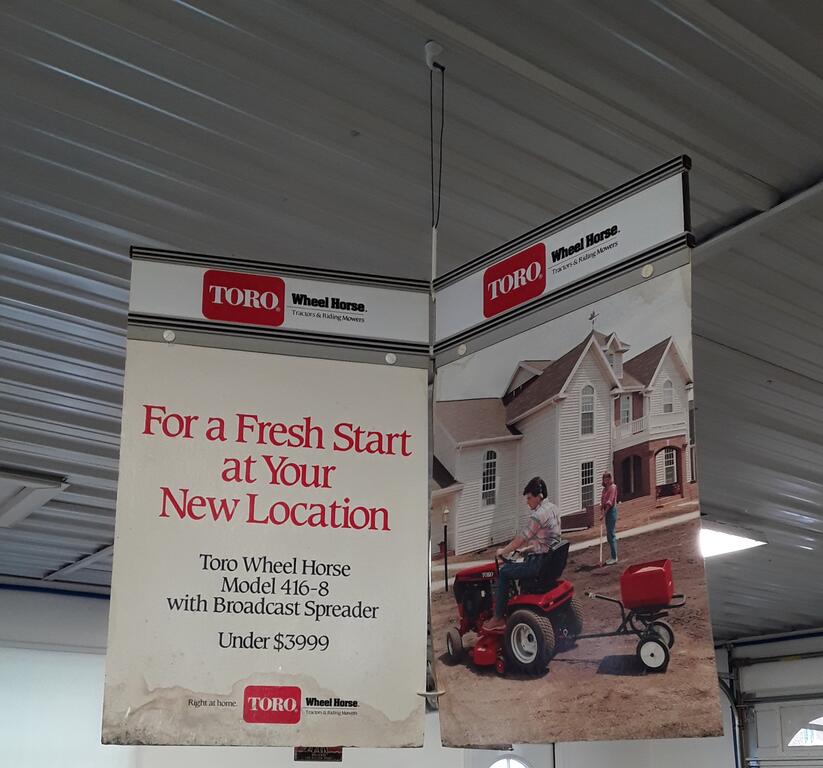 TORO
Wheel Horse
Tractors & Riding Mowers
For a Fresh Start
at Your
New Location
Toro Wheel Horse
Model 416-8
with Broadcast Spreader
Under $3999
Right at home. TORO Wheel Horse
Tractors & Riding Mowers
TORO
Wheel Horse
Tractors & Riding Mowers